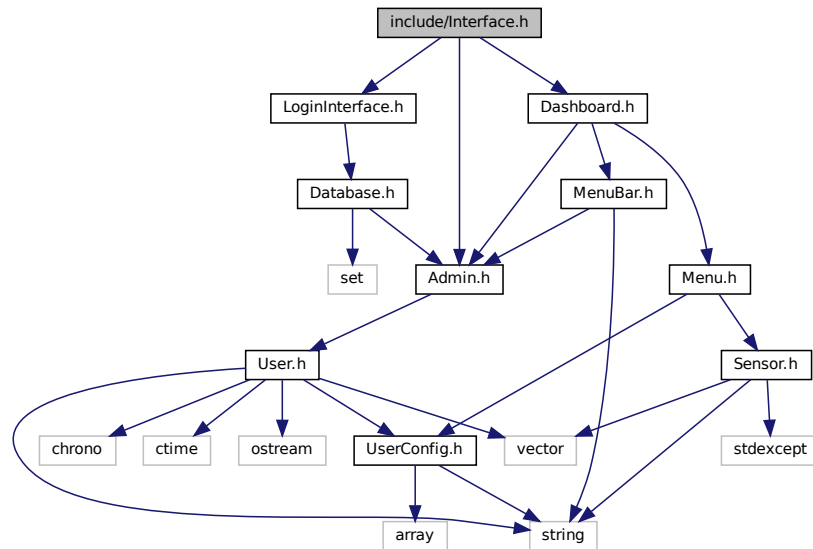 include/Interface.h
LoginInterface.h
Dashboard.h
Database.h
MenuBar.h
set
Admin.h
Menu.h
User.h
Sensor.h
chrono
ctime
ostream
UserConfig.h
vector
stdexcept
array
string